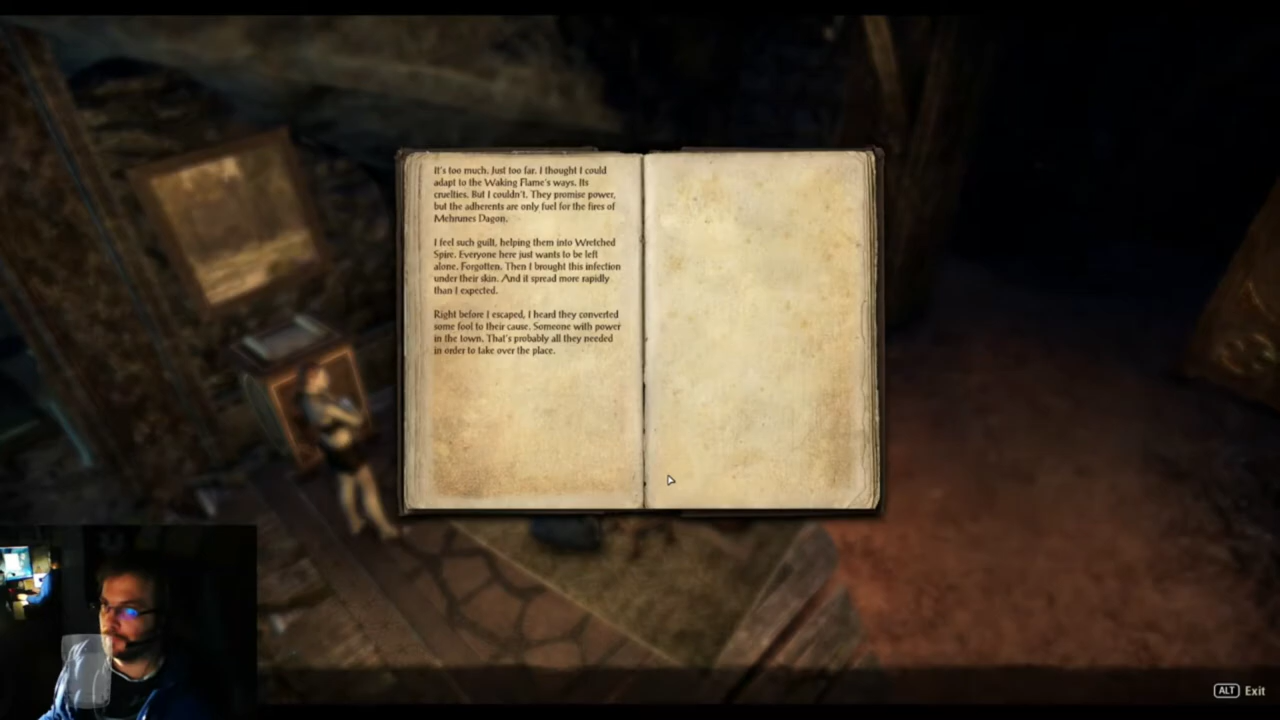 It's too much. Just too far. I thought I could
adapt to the Waking Flame's ways. Its
cruelties. But I couldn't. They promise power,
but the adherents are only fuel for the fires of
Mehrunes Dagon.
I feel such guilt, helping them into Wretched
Spire. Everyone here just wants to be left
alone. Forgotten. Then I brought this infection
under their skin. And it spread more rapidly
than I expected.
Right before I escaped, I heard they converted
some fool to their cause. Someone with power
in the town. That's probably all they needed
in order to take over the place.
ALT Exit